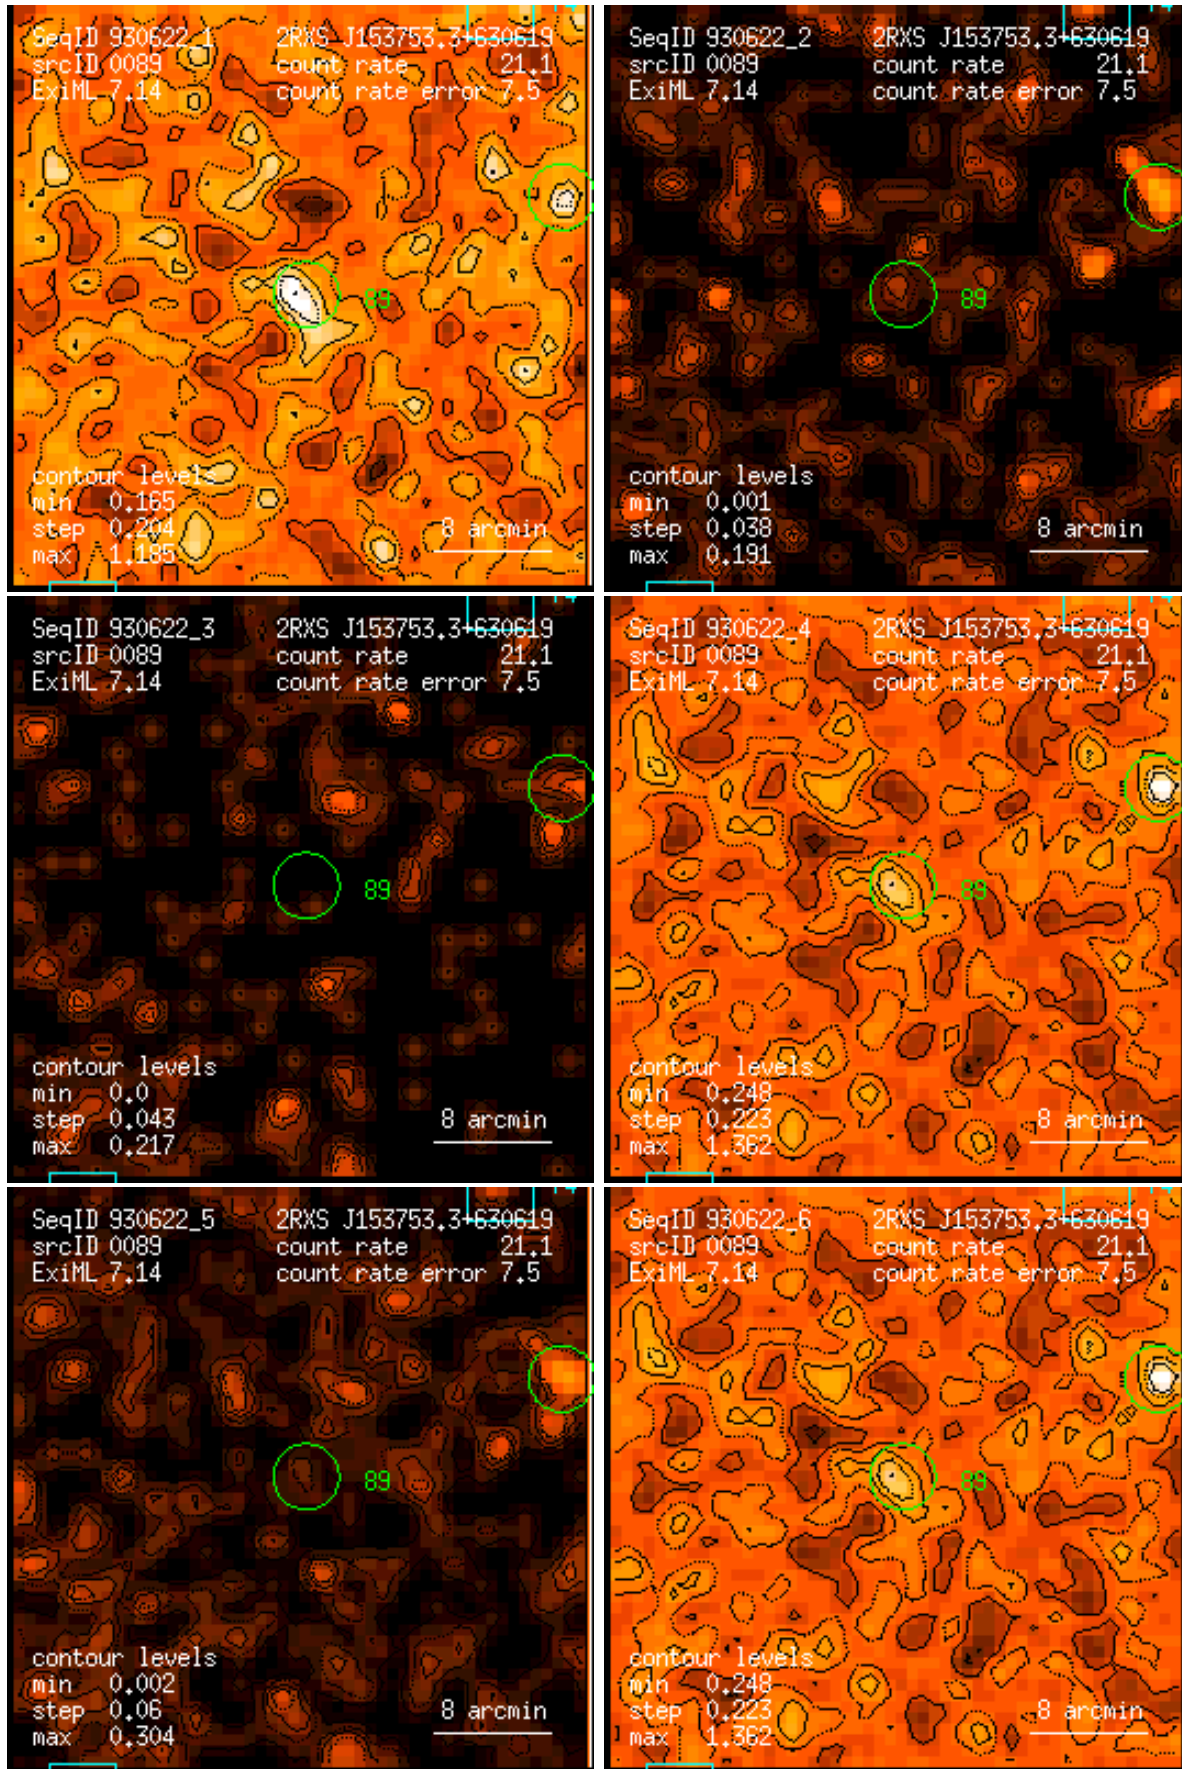 SeqID 930622_1 2RXS J153753.3+630619
srcID 0089 count rate 21.1
ExiML 7.14 count rate error 7.5
89
contour levels
min 0.165
step 0.204 8 arcmin
max 1.185
SeqID 930622_2 2RXS J153753.3+630619
srcID 0089 count rate 21.1
ExiML 7.14 count rate error 7.5
89
contour levels
min 0.001
step 0.038 8 arcmin
max 0.191
SeqID 930622_3 2RXS J153753.3+630619
srcID 0089 count rate 21.1
ExiML 7.14 count rate error 7.5
89
contour levels
min 0.0
step 0.043 8 arcmin
max 0.217
SeqID 930622_4 2RXS J153753.3+630619
srcID 0089 count rate 21.1
ExiML 7.14 count rate error 7.5
89
contour levels
min 0.248
step 0.223 8 arcmin
max 1.362
SeqID 930622_5 2RXS J153753.3+630619
srcID 0089 count rate 21.1
ExiML 7.14 count rate error 7.5
89
contour levels
min 0.002
step 0.06 8 arcmin
max 0.304
SeqID 930622_6 2RXS J153753.3+630619
srcID 0089 count rate 21.1
ExiML 7.14 count rate error 7.5
89
contour levels
min 0.248
step 0.223 8 arcmin
max 1.362